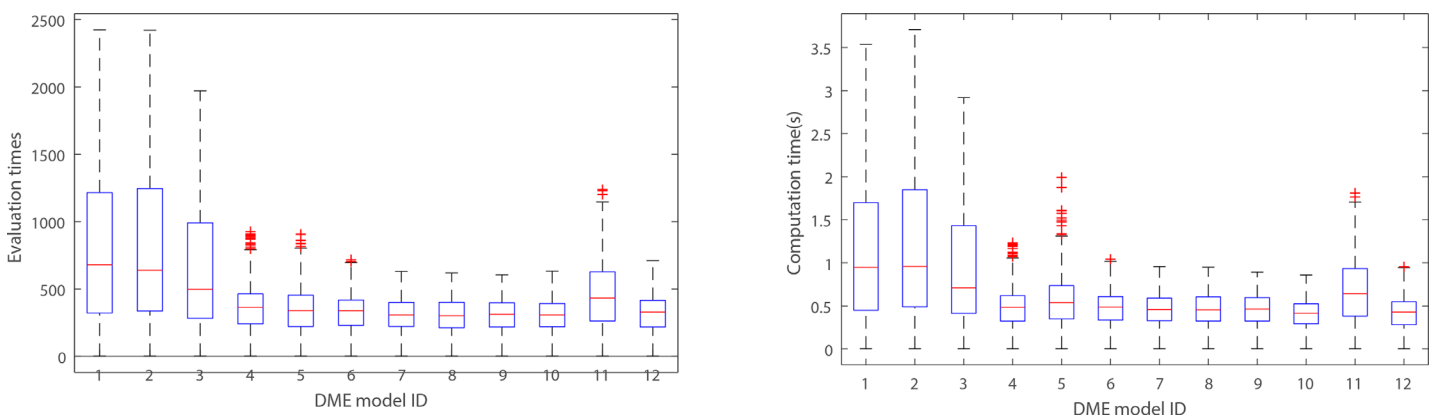 Evaluation times
2500
2000
1500
1000
500
0
1 2 3 4 5 6 7 8 9 10 11 12
DME model ID
Computation time(s)
3.5
3
2.5
2
1.5
1
0.5
0
1 2 3 4 5 6 7 8 9 10 11 12
DME model ID